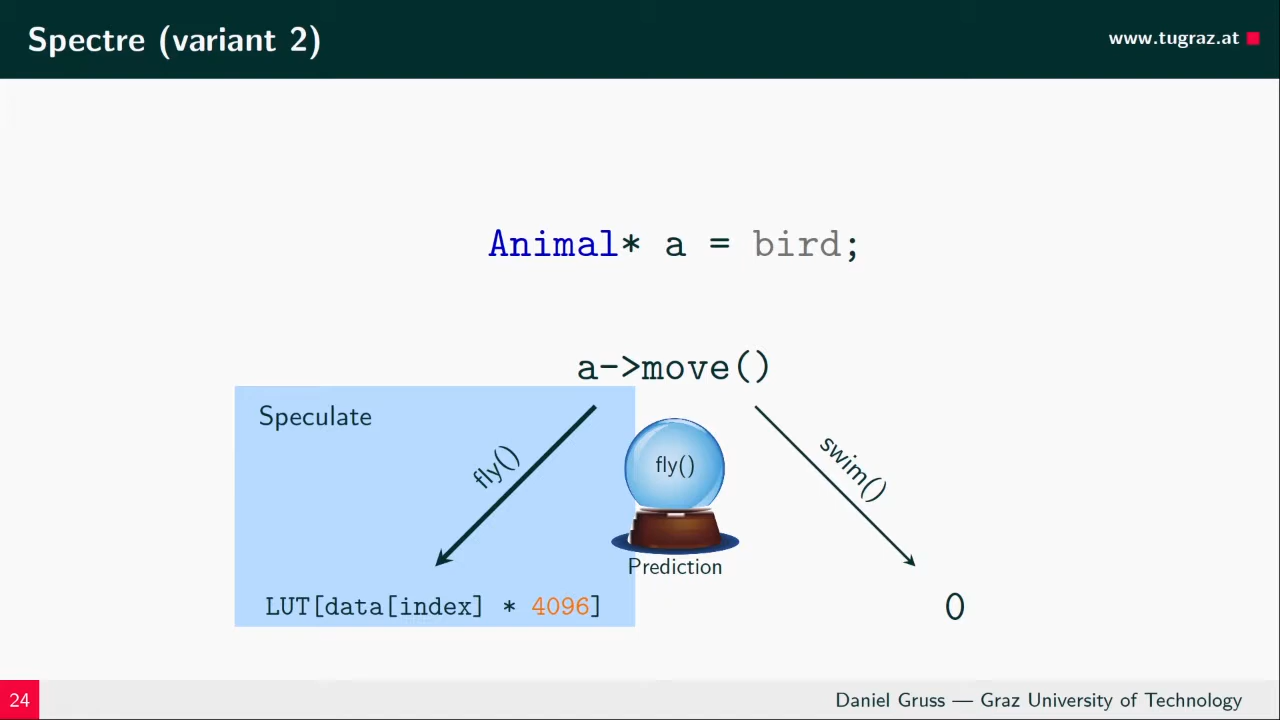 Spectre (variant 2)
www.tugraz.at
Animal* a = bird;
a->move()
Speculate
fly()
fly()
swim()
Prediction
LUT[data[index] * 4096]
0
24
Daniel Gruss — Graz University of Technology